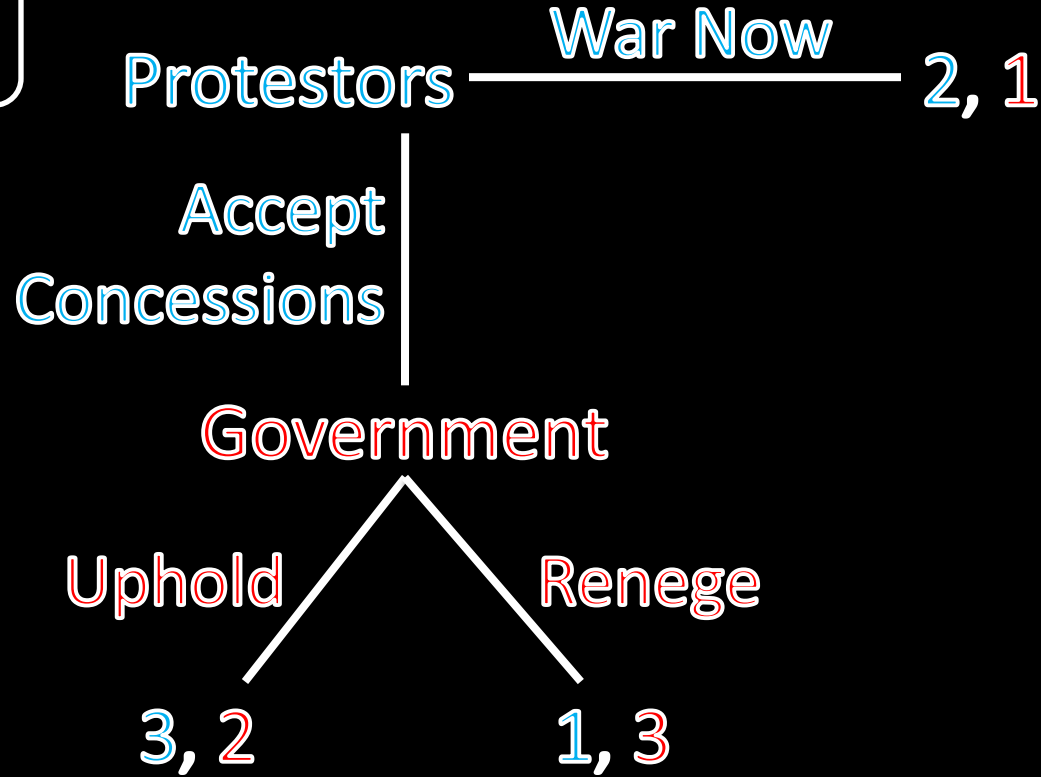 War Now
Protestors 2, 1
Accept
Concessions
Government
Uphold Renege
3, 2 1, 3